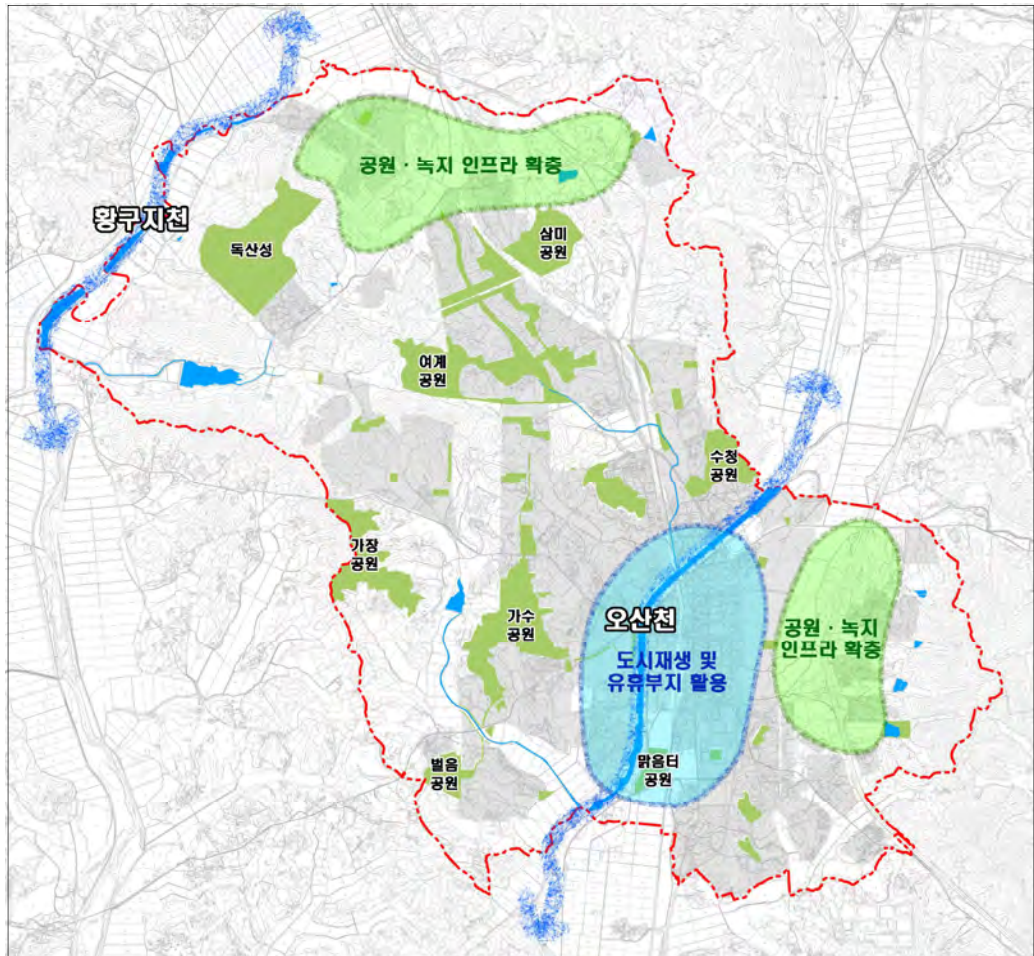 공원 · 녹지 인프라 확충
황구지천
독산성
삼미
공원
여계
공원
수청
공원
가장
공원
가수
공원
오산천
도시재생 및
유휴부지 활용
공원 · 녹지
인프라 확충
벌음
공원
맑음터
공원